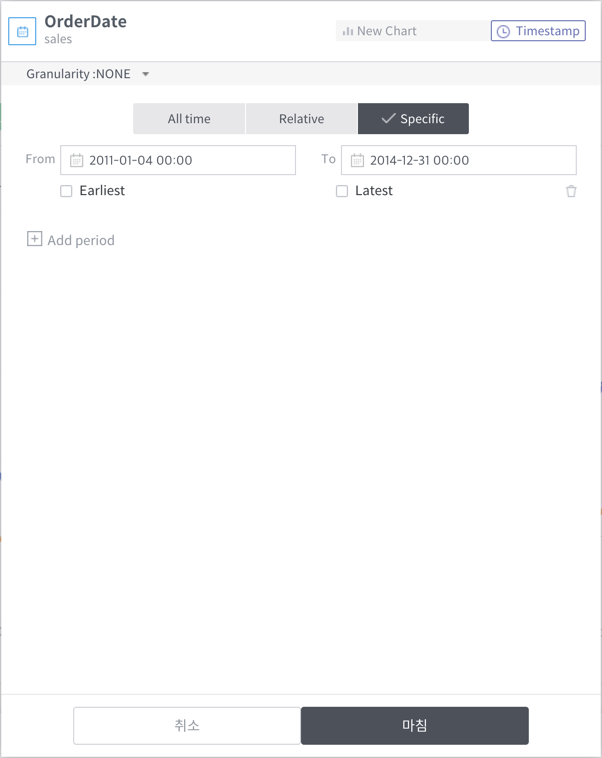 OrderDate
sales
New Chart
Timestamp
Granularity :NONE
All time
Relative
Specific
From 2011-01-04 00:00
To 2014-12-31 00:00
Earliest
Latest
Add period
취소
마침